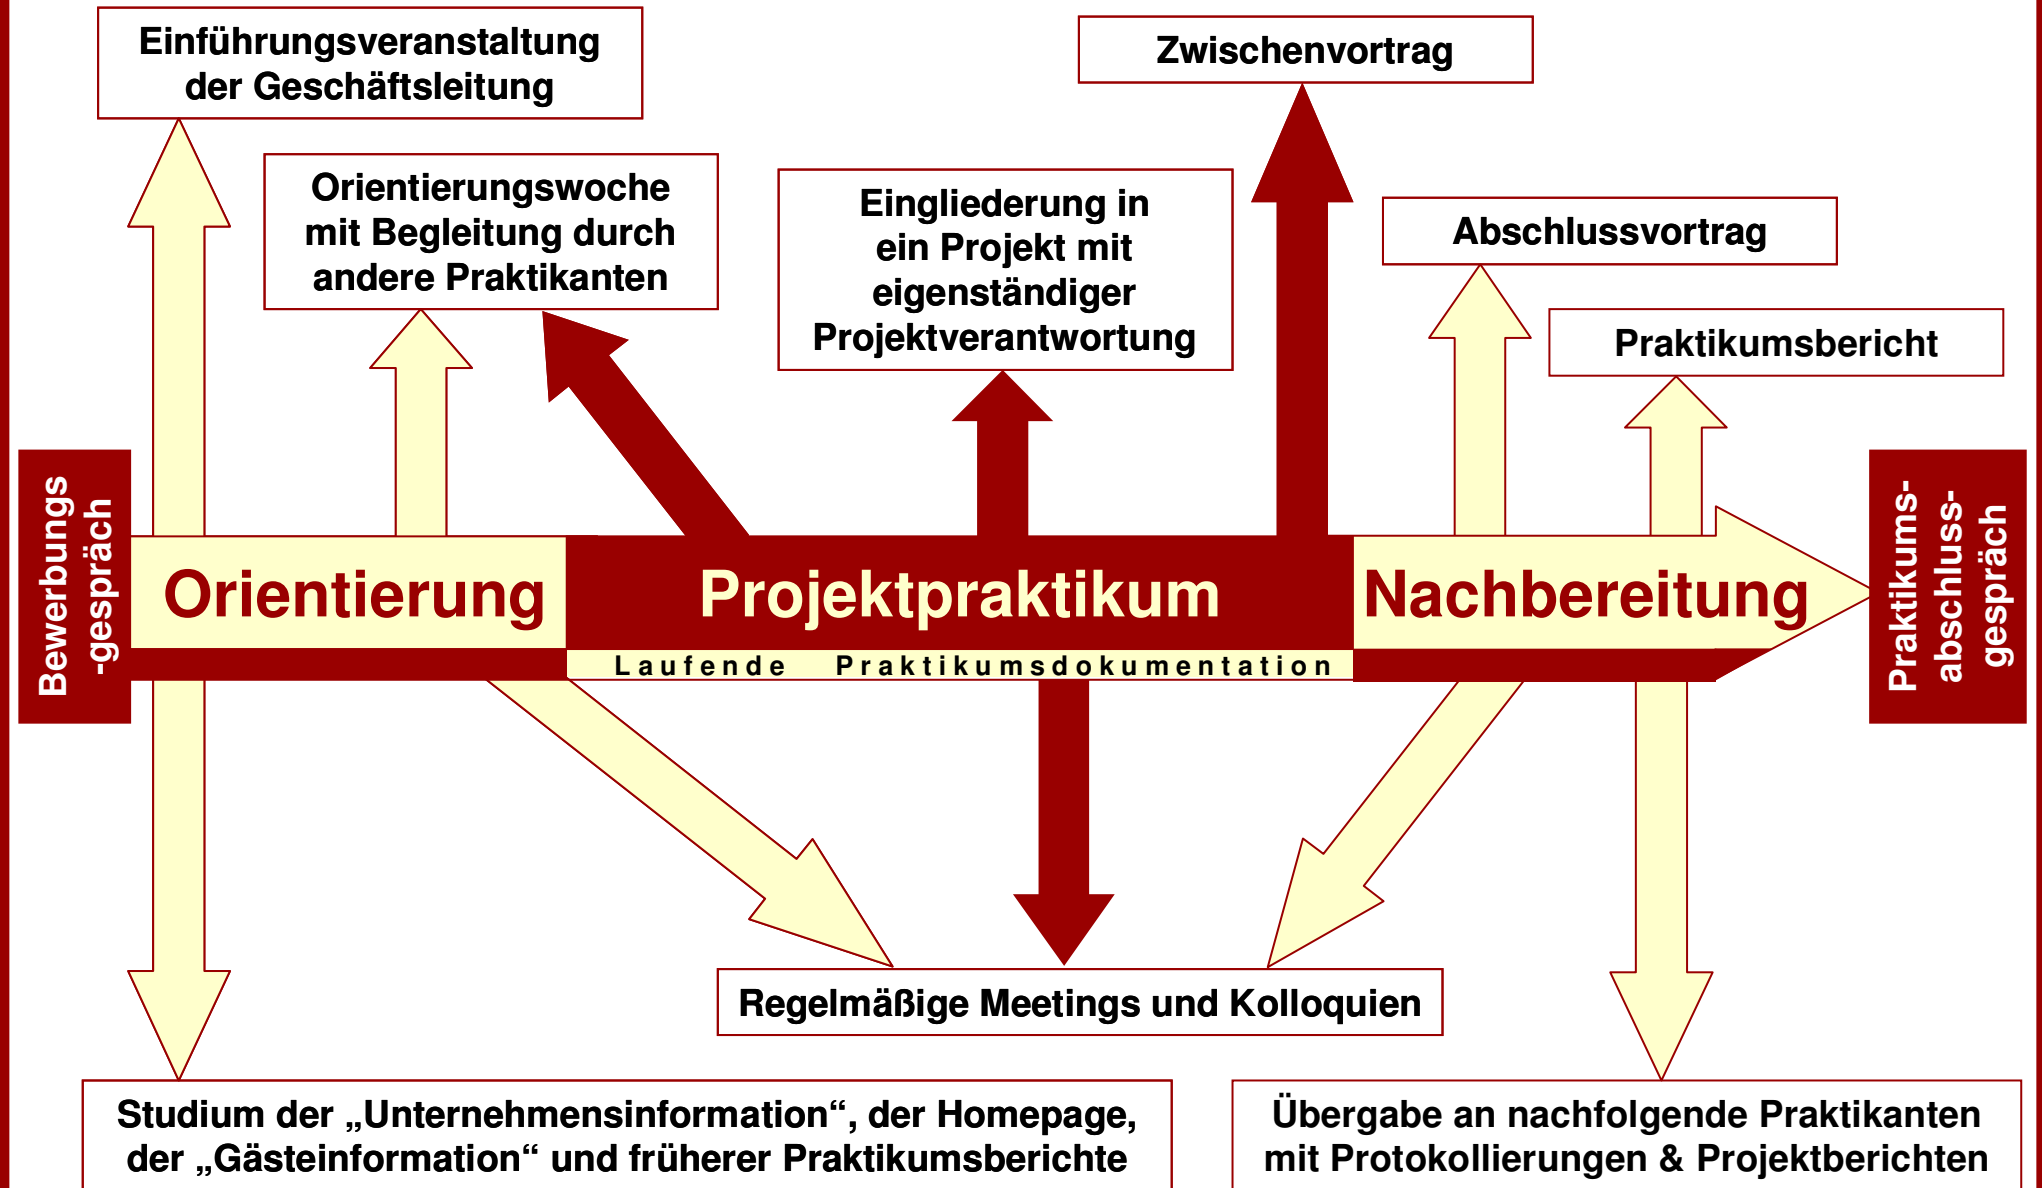 Einführungsveranstaltung
der Geschäftsleitung
Zwischenvortrag
Orientierungswoche
mit Begleitung durch
andere Praktikanten
Eingliederung in
ein Projekt mit
eigenständiger
Projektverantwortung
Abschlussvortrag
Praktikumsbericht
Bewerbungs
-gespräch
Orientierung
Projektpraktikum
Nachbereitung
Praktikums-
abschluss-
gespräch
Laufende Praktikumsdokumentation
Regelmäßige Meetings und Kolloquien
Studium der „Unternehmensinformation“, der Homepage,
der „Gästeinformation“ und früherer Praktikumsberichte
Übergabe an nachfolgende Praktikanten
mit Protokollierungen & Projektberichten